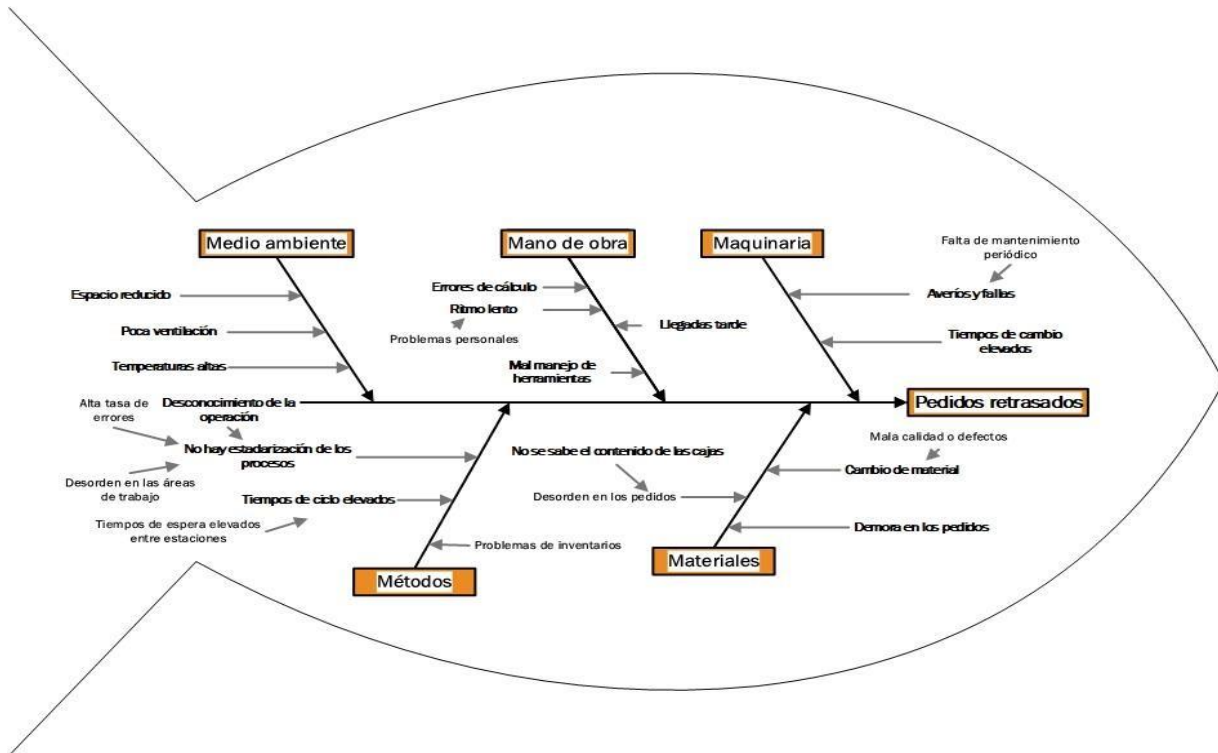 Medio ambiente
Mano de obra
Maquinaria
Falta de mantenimiento
periódico
Espacio reducido
Errores de cálculo
Ritmo lento
Averíos y fallas
Poca ventilación
Problemas personales
Llegadas tarde
Tiempos de cambio
elevados
Temperaturas altas
Mal manejo de
herramientas
Pedidos retrasados
Alta tasa de
errores
Desconocimiento de la
operación
No hay estadarización de los
procesos
No se sabe el contenido de las cajas
Mala calidad o defectos
Cambio de material
Desorden en las áreas
de trabajo
Tiempos de ciclo elevados
Desorden en los pedidos
Tiempos de espera elevados
entre estaciones
Problemas de inventarios
Demora en los pedidos
Métodos
Materiales